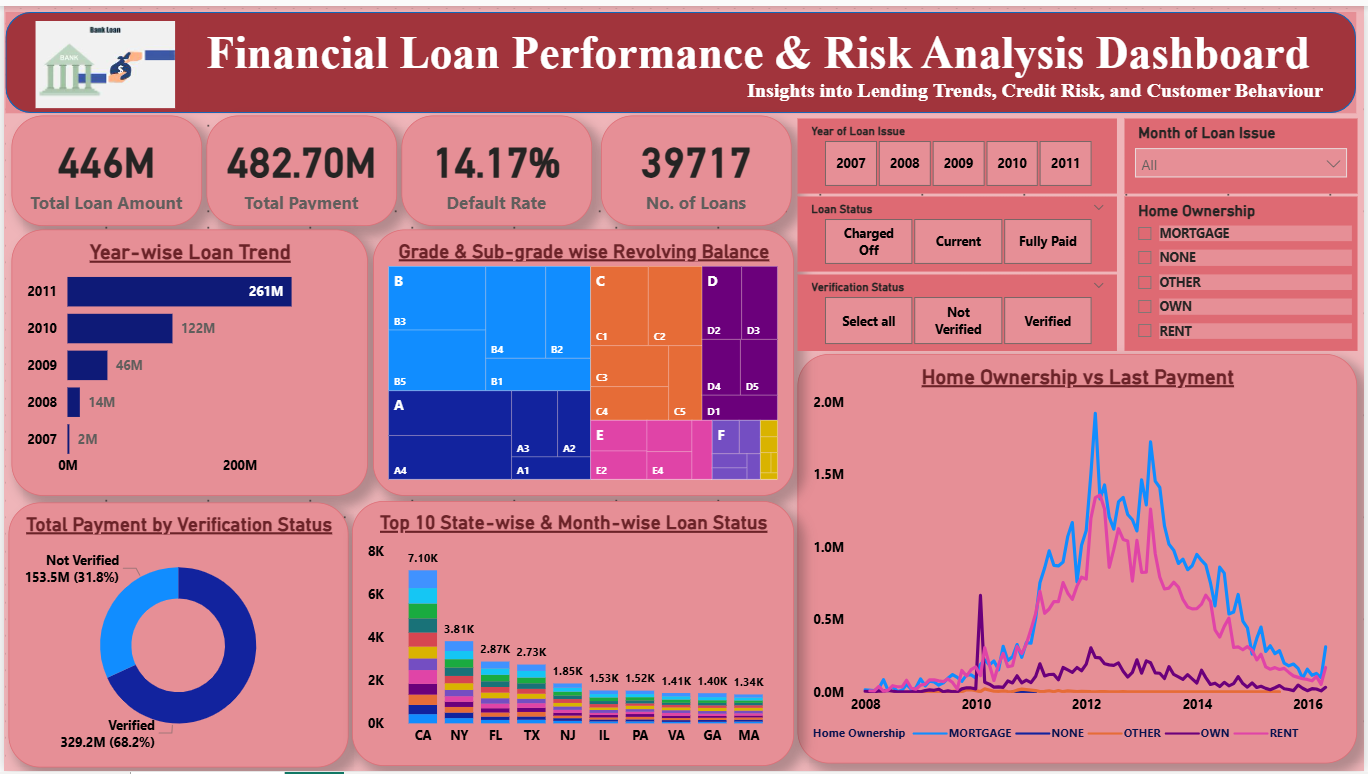 Bank Loan
BANK
Financial Loan Performance & Risk Analysis Dashboard
Insights into Lending Trends, Credit Risk, and Customer Behaviour
446M
Total Loan Amount
482.70M
Total Payment
14.17%
Default Rate
39717
No. of Loans
Year of Loan Issue
2007 2008 2009 2010 2011
Month of Loan Issue
All
Loan Status
Charged
Off
Current
Fully Paid
Verification Status
Select all
Not
Verified
Verified
Home Ownership
MORTGAGE
NONE
OTHER
OWN
RENT
Year-wise Loan Trend
2011 261M
2010 122M
2009 46M
2008 14M
2007 2M
0M 200M
Grade & Sub-grade wise Revolving Balance
B
B3
B4
B2
B5
B1
A
A3
A2
A4
A1
C
C1
C2
C3
C4
C5
D
D2
D3
D4
D5
D1
E
E2
E4
F
Total Payment by Verification Status
Not Verified
153.5M (31.8%)
Verified
329.2M (68.2%)
Top 10 State-wise & Month-wise Loan Status
8K
6K
4K
2K
0K
7.10K
3.81K
2.87K
2.73K
1.85K
1.53K
1.52K
1.41K
1.40K
1.34K
CA NY FL TX NJ IL PA VA GA MA
Home Ownership vs Last Payment
2.0M
1.5M
1.0M
0.5M
0.0M
2008 2010 2012 2014 2016
Home Ownership MORTGAGE NONE OTHER OWN RENT